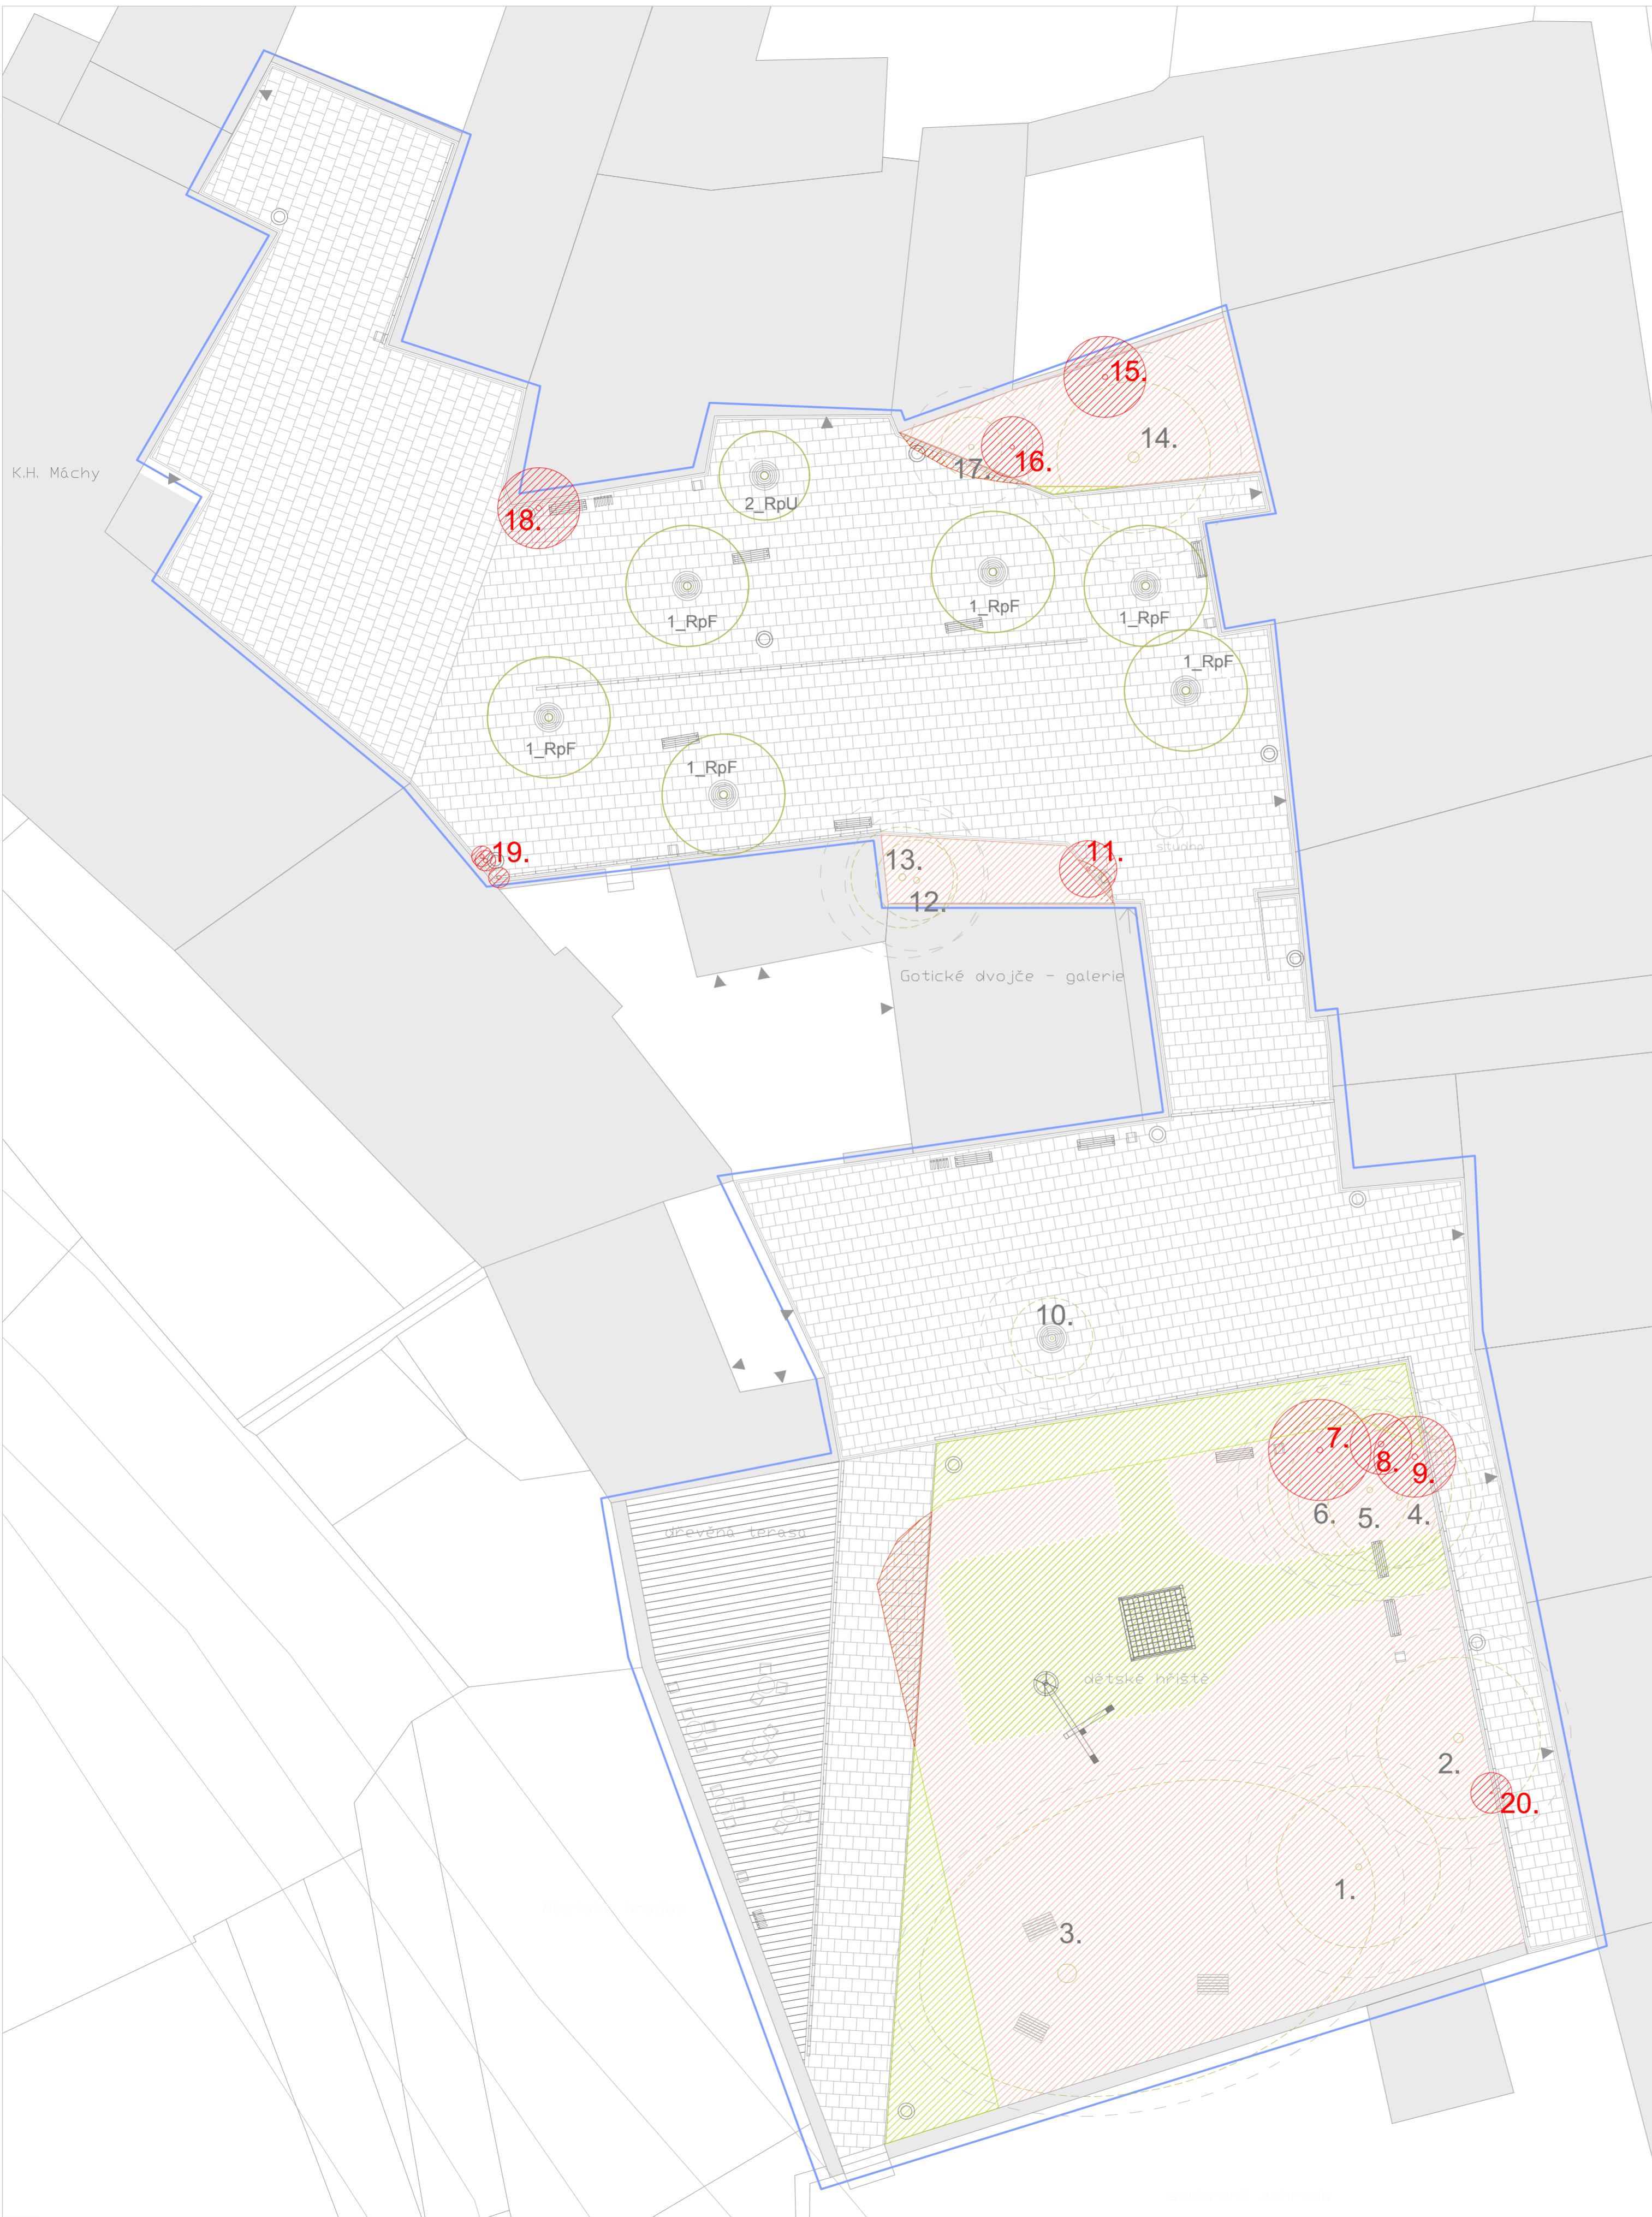 15.
14.
16.
17.
K.H. Máchy
18.
2_RpU
1_RpF
1_RpF
1_RpF
1_RpF
1_RpF
1_RpF
studna
19.
11.
13.
12.
Gotické dvojče - galerie
10.
7.
8.
9.
6.
5.
4.
dřevěná terasa
dětské hřiště
2.
20.
1.
3.